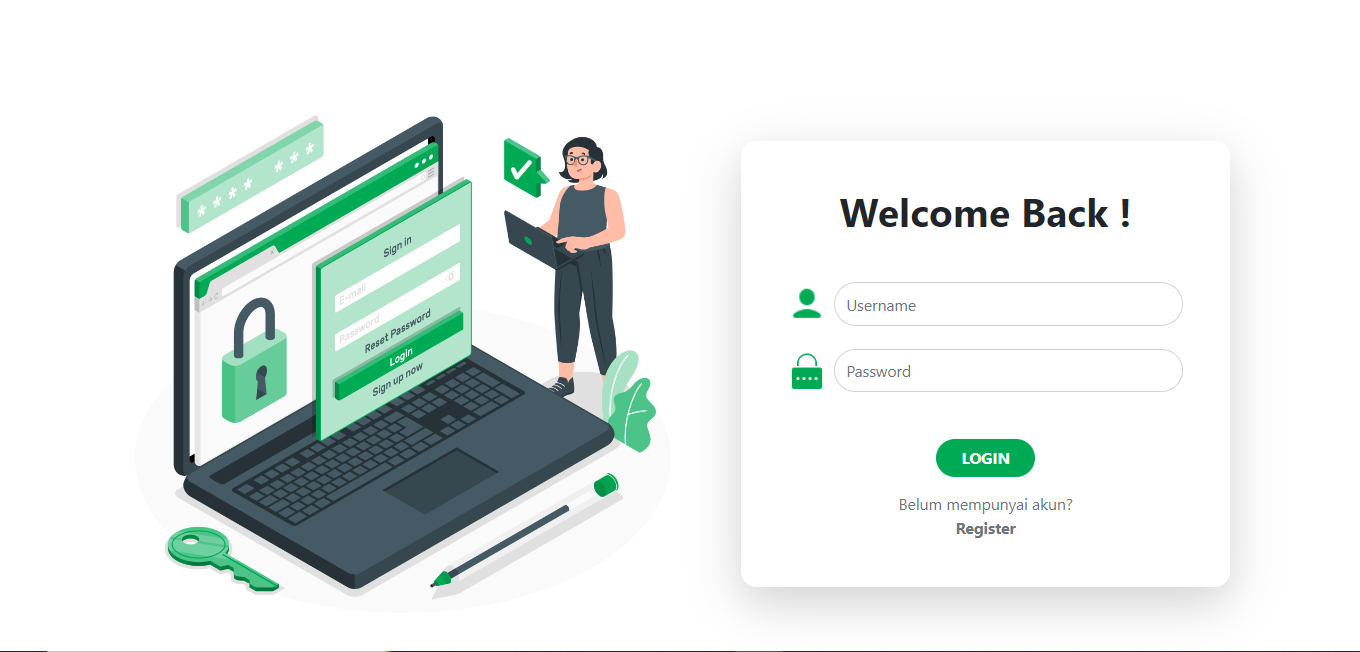 * * * * * * *
Sign in
E-mail
Password
Reset Password
Login
Sign up now
Welcome Back !
Username
Password
LOGIN
Belum mempunyai akun?
Register